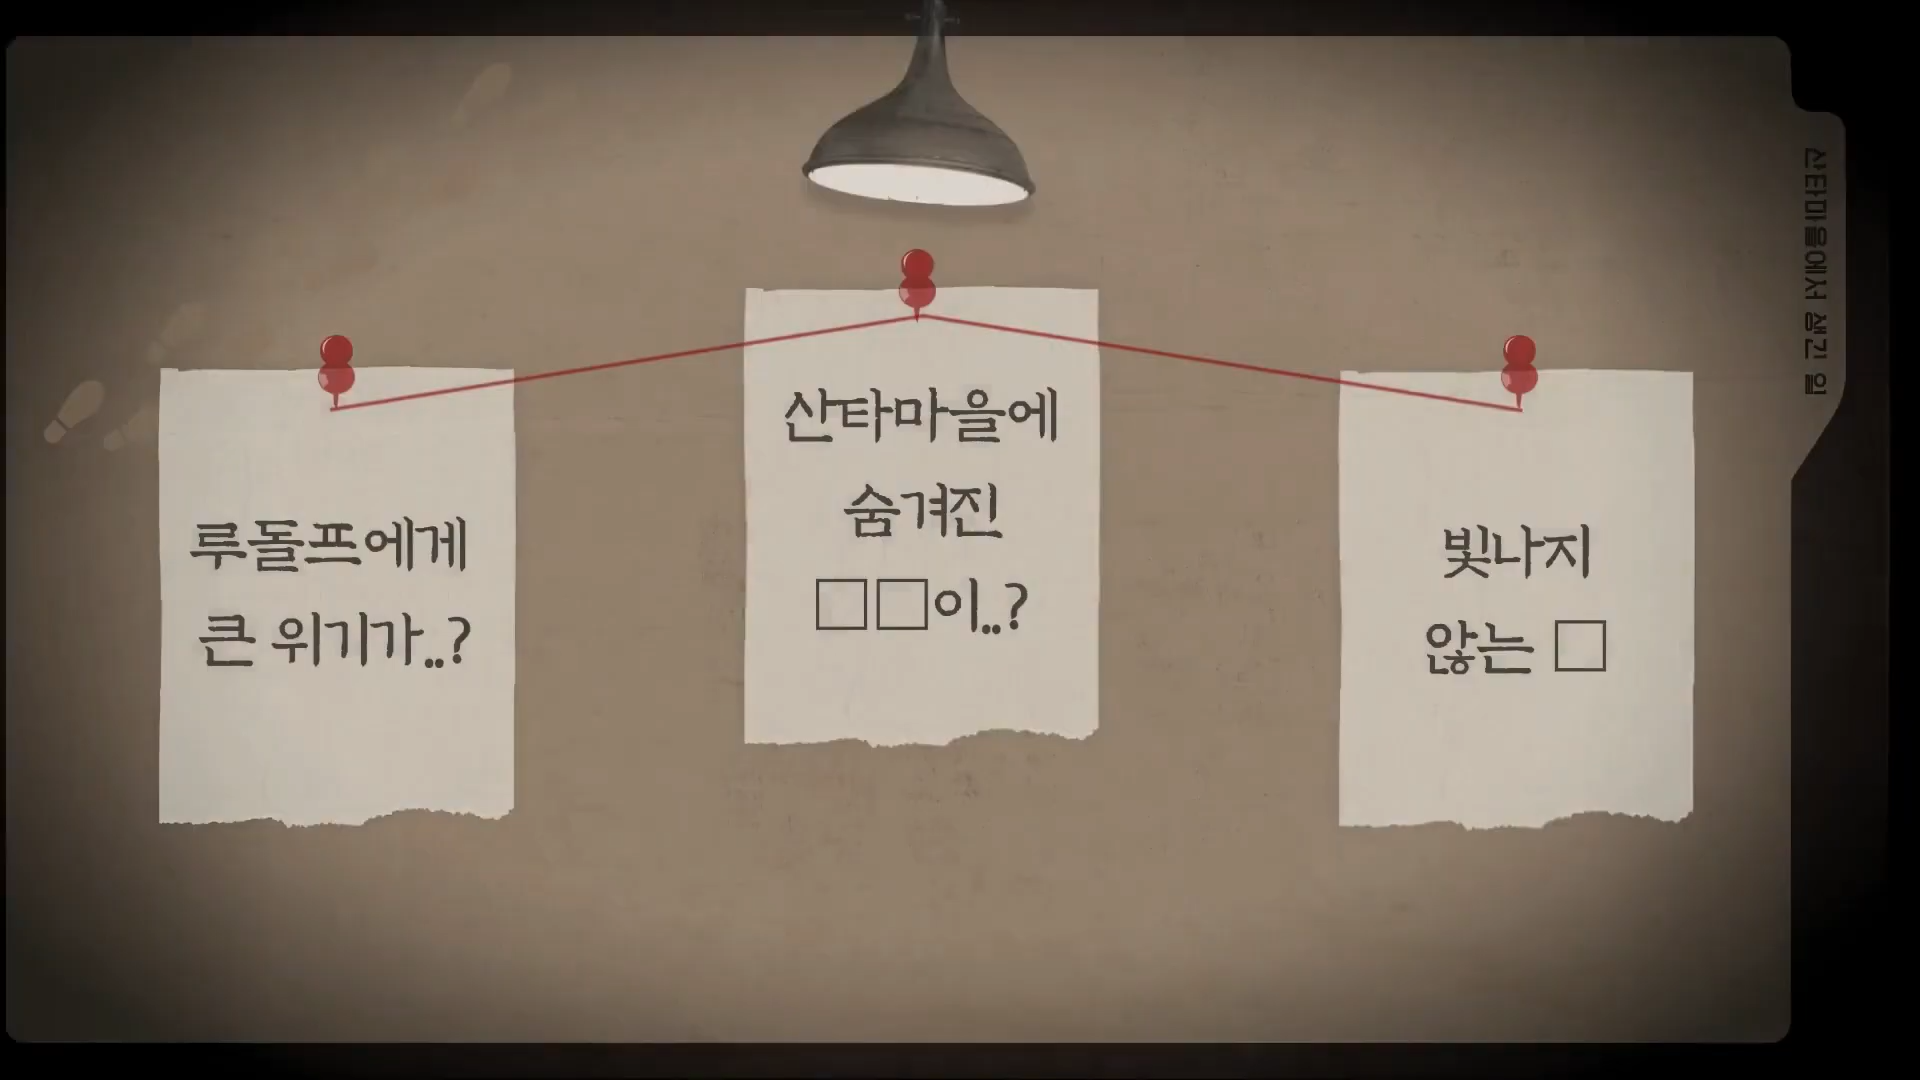 루돌프에게
큰 위기가..?
산타마을에
숨겨진
□□이..?
빛나지
않는 □
산타마을에서 생긴 일